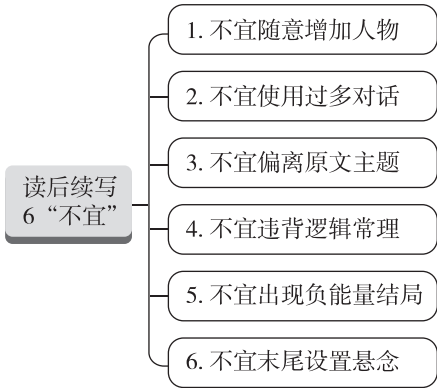 读后续写
6 “不宜”
1. 不宜随意增加人物
2. 不宜使用过多对话
3. 不宜偏离原文主题
4. 不宜违背逻辑常理
5. 不宜出现负能量结局
6. 不宜末尾设置悬念